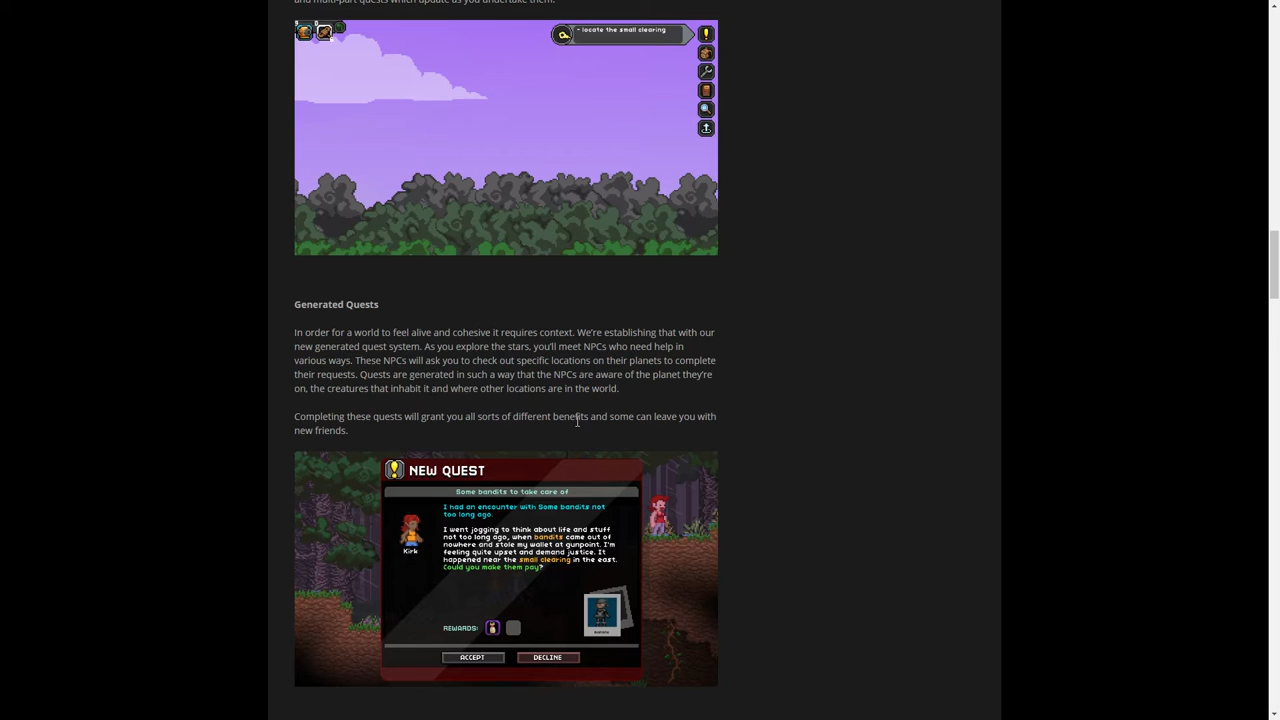 and multi-part quests which update as you undertake them.
- locate the small clearing
Generated Quests
In order for a world to feel alive and cohesive it requires context. We're establishing that with our
new generated quest system. As you explore the stars, you'll meet NPCs who need help in
various ways. These NPCs will ask you to check out specific locations on their planets to complete
their requests. Quests are generated in such a way that the NPCs are aware of the planet they're
on, the creatures that inhabit it and where other locations are in the world.
Completing these quests will grant you all sorts of different benefits and some can leave you with
new friends.
NEW QUEST
Some bandits to take care of
I had an encounter with Some bandits not
too long ago.
I went jogging to think about life and stuff
not too long ago, when bandits came out of
nowhere and stole my wallet at gunpoint. I'm
feeling quite upset and demand justice. It
happened near the small clearing in the east.
Could you make them pay?
Kirk
REWARDS:
ACCEPT DECLINE